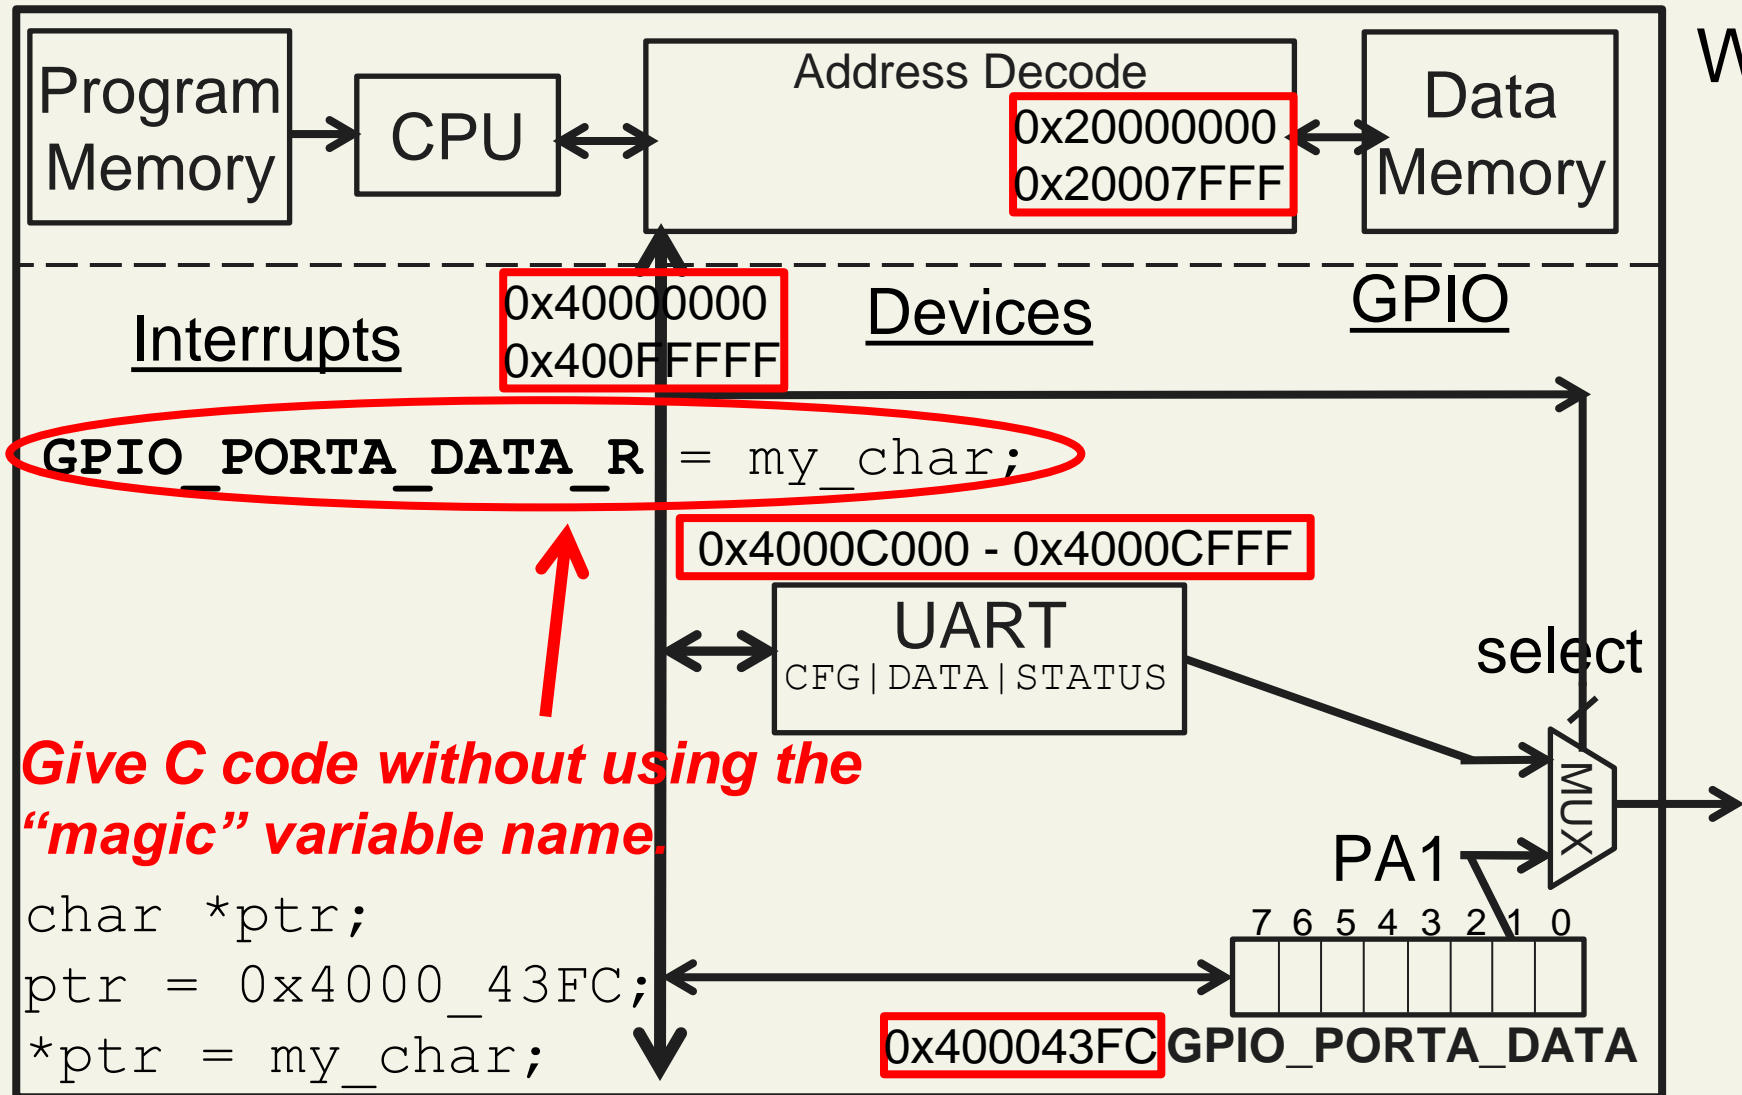 W
Program
Memory
CPU
Address Decode
0x20000000
0x20007FFF
Data
Memory
Interrupts
0x40000000
0x400FFFFF
Devices
GPIO
GPIO_PORTA_DATA_R = my_char;
0x4000C000 - 0x4000CFFF
UART
CFG|DATA|STATUS
select
MUX
Give C code without using the
“magic” variable name.
PA1
7 6 5 4 3 2 1 0
char *ptr;
ptr = 0x4000_43FC;
*ptr = my_char;
0x400043FC GPIO_PORTA_DATA